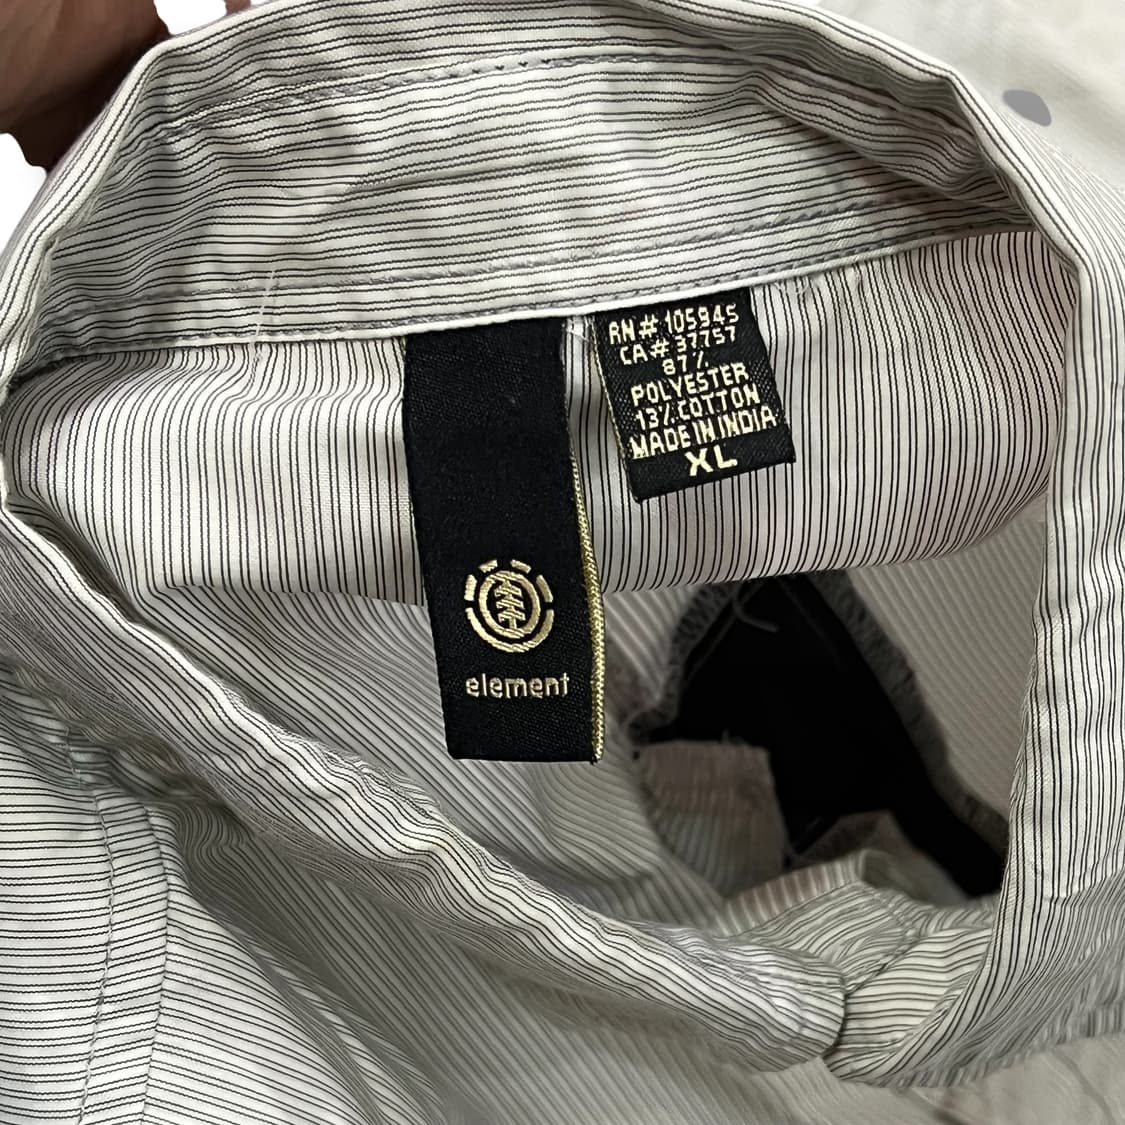 RN# 105945
CA# 37757
87%
POLYESTER
13% COTTON
MADE IN INDIA
XL
element